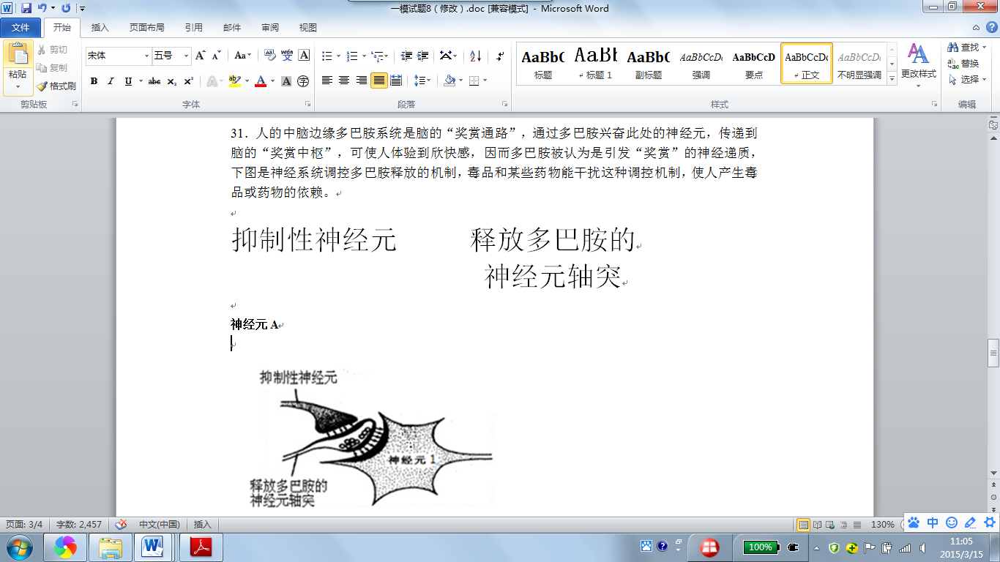 一模试题8（修改）.doc [兼容模式] - Microsoft Word
文件 开始 插入 页面布局 引用 邮件 审阅 视图
粘贴
剪切
复制
格式刷
宋体 五号
AaBbC AaBb AaBbC AaBbCcD AaBbCcD AaBbCcDc AaBbCcD
标题 标题 1 副标题 强调 要点 正文 不明显强调
更改样式
查找
替换
选择
剪贴板 字体 段落 样式 编辑
31．人的中脑边缘多巴胺系统是脑的“奖赏通路”，通过多巴胺兴奋此处的神经元，传递到
脑的“奖赏中枢”，可使人体验到欣快感，因而多巴胺被认为是引发“奖赏”的神经递质，
下图是神经系统调控多巴胺释放的机制，毒品和某些药物能干扰这种调控机制，使人产生毒
品或药物的依赖。
抑制性神经元 释放多巴胺的
神经元轴突
神经元 A
抑制性神经元
神经元 1
释放多巴胺的
神经元轴突
页面: 3/4 字数: 2,457 中文(中国) 插入 130%
中
100%
11:05
2015/3/15